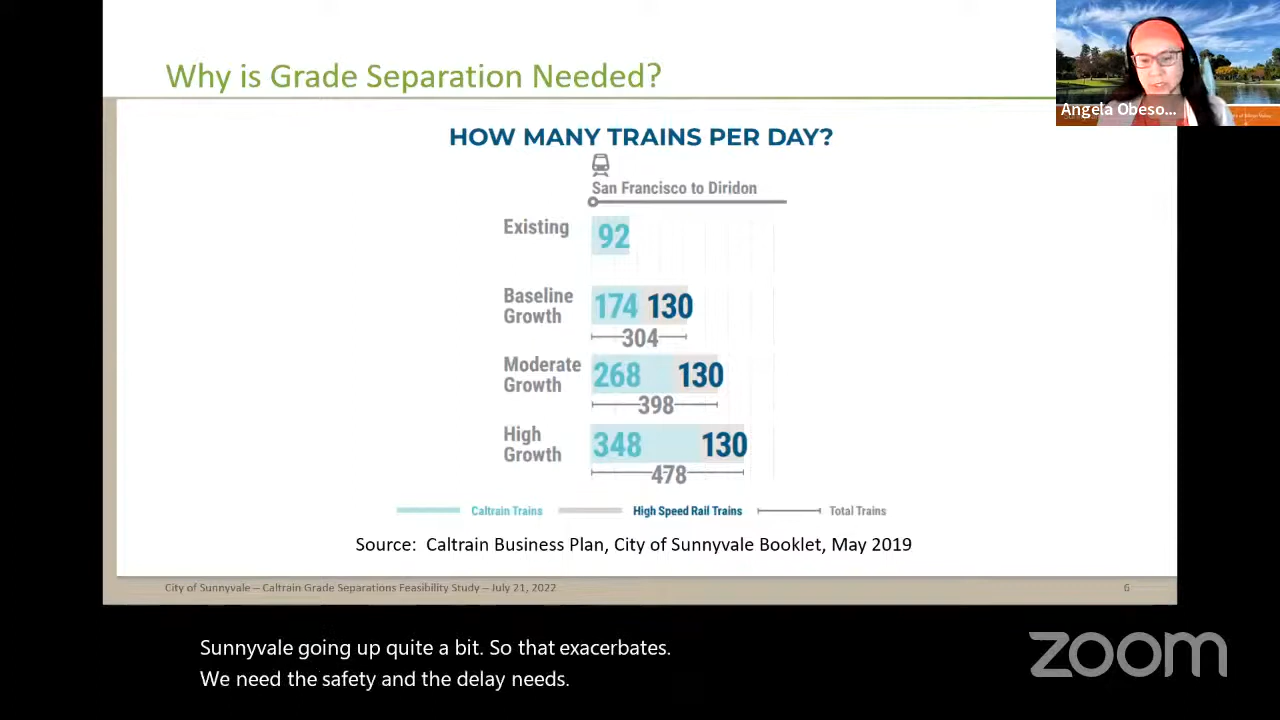 Why is Grade Separation Needed?
Angela Obeso...
HOW MANY TRAINS PER DAY?
San Francisco to Diridon
Existing
92
Baseline
Growth
174 130
304
Moderate
Growth
268 130
398
High
Growth
348 130
478
Caltrain Trains High Speed Rail Trains Total Trains
Source: Caltrain Business Plan, City of Sunnyvale Booklet, May 2019
City of Sunnyvale – Caltrain Grade Separations Feasibility Study – July 21, 2022 6
Sunnyvale going up quite a bit. So that exacerbates.
We need the safety and the delay needs.
zoom